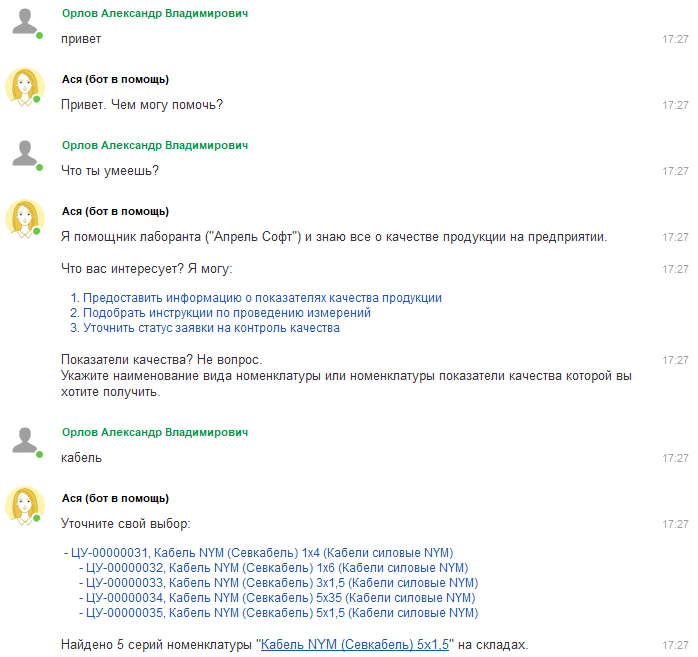 Орлов Александр Владимирович
привет 17:27
Ася (бот в помощь)
Привет. Чем могу помочь? 17:27
Орлов Александр Владимирович
Что ты умеешь? 17:27
Ася (бот в помощь)
Я помощник лаборанта ("Апрель Софт") и знаю все о качестве продукции на предприятии. 17:27
Что вас интересует? Я могу: 17:27
1. Предоставить информацию о показателях качества продукции
2. Подобрать инструкции по проведению измерений
3. Уточнить статус заявки на контроль качества
Показатели качества? Не вопрос. 17:27
Укажите наименование вида номенклатуры или номенклатуры показатели качества которой вы
хотите получить.
Орлов Александр Владимирович
кабель 17:27
Ася (бот в помощь)
Уточните свой выбор: 17:27
- ЦУ-00000031, Кабель NYM (Севкабель) 1х4 (Кабели силовые NYM)
- ЦУ-00000032, Кабель NYM (Севкабель) 1х6 (Кабели силовые NYM)
- ЦУ-00000033, Кабель NYM (Севкабель) 3х1,5 (Кабели силовые NYM)
- ЦУ-00000034, Кабель NYM (Севкабель) 5х35 (Кабели силовые NYM)
- ЦУ-00000035, Кабель NYM (Севкабель) 5х1,5 (Кабели силовые NYM)
Найдено 5 серий номенклатуры "Кабель NYM (Севкабель) 5х1,5" на складах. 17:27